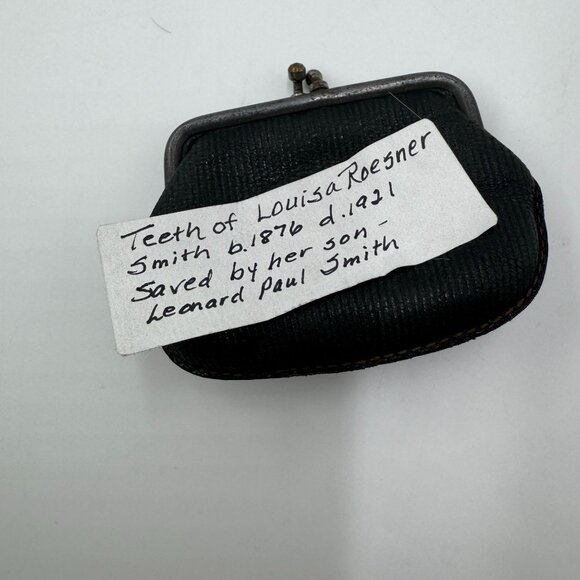 Teeth of Louisa Roesner
Smith b.1876 d.1921
Saved by her son -
Leonard Paul Smith